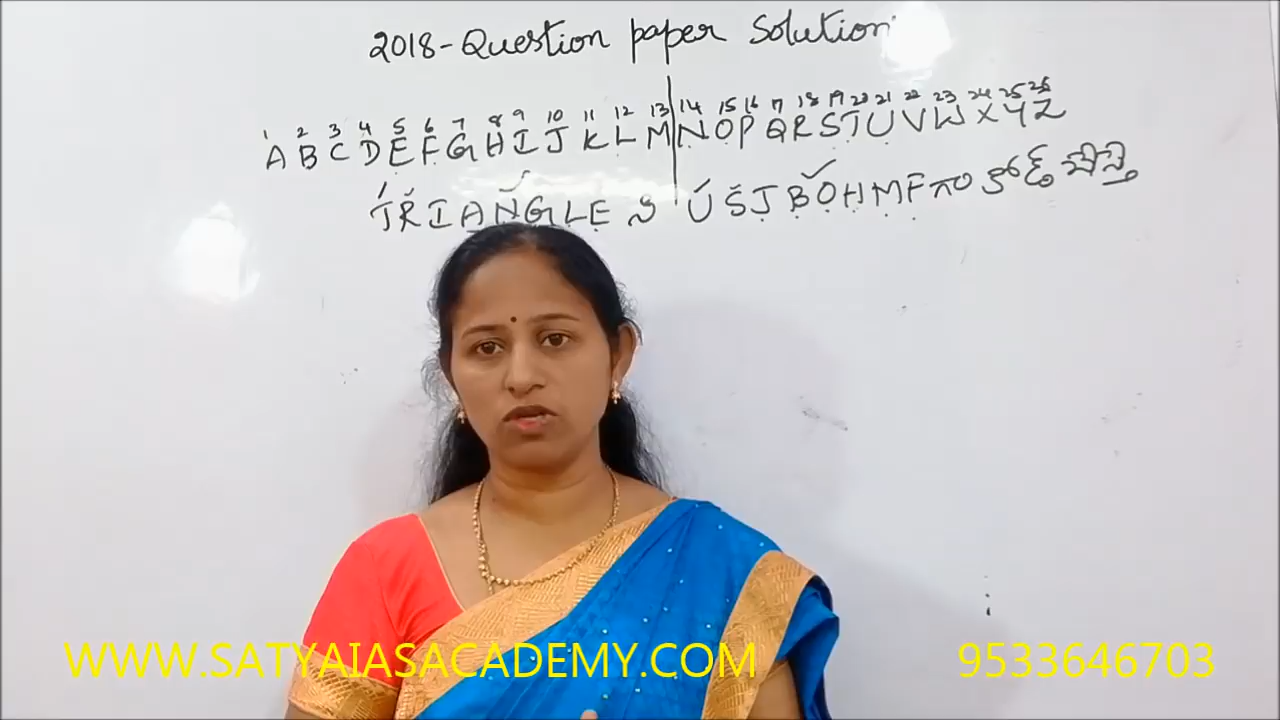 2018-Question paper Solution
1 2 3 4 5 6 7 8 9 10 11 12 13 14 15 16 17 18 19 20 21 22 23 24 25 26
A B C D E F G H I J K L M N O P Q R S T U V W X Y Z
TRIANGLE ని USJBOHMF గా కోడ్ చేస్తే
WWW.SATYAIASACADEMY.COM 9533646703